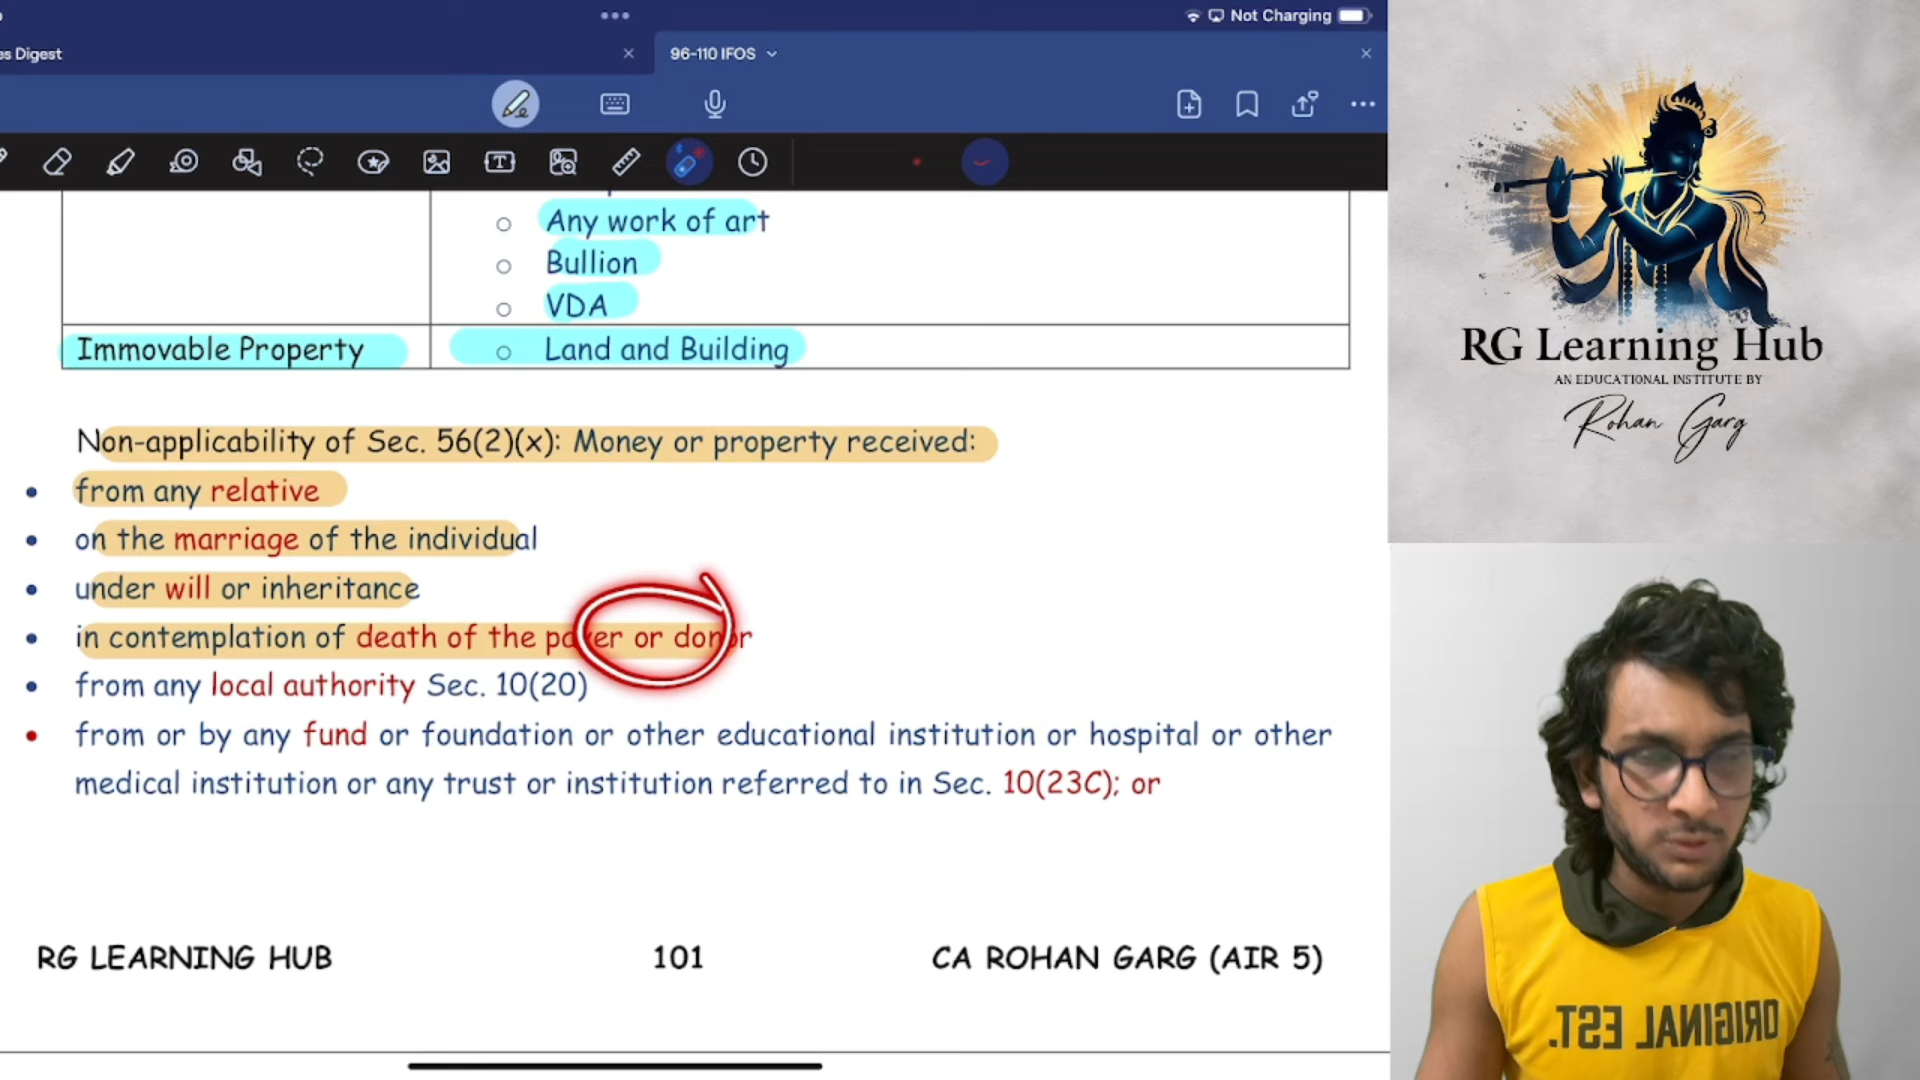 Not Charging
es Digest
96-110 IFOS
Any work of art
Bullion
VDA
Immovable Property
Land and Building
Non-applicability of Sec. 56(2)(x): Money or property received:
from any relative
on the marriage of the individual
under will or inheritance
in contemplation of death of the payer or donor
from any local authority Sec. 10(20)
from or by any fund or foundation or other educational institution or hospital or other
medical institution or any trust or institution referred to in Sec. 10(23C); or
RG LEARNING HUB 101 CA ROHAN GARG (AIR 5)
RG Learning Hub
AN EDUCATIONAL INSTITUTE BY
Rohan Garg
ORIGINAL EST.